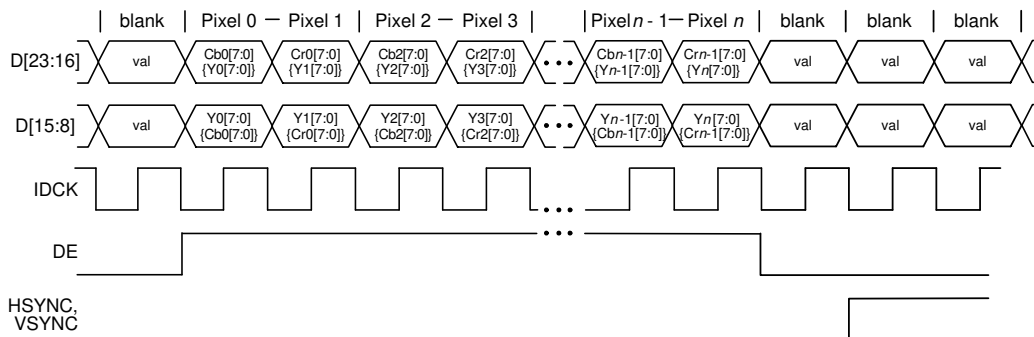 blank Pixel 0 — Pixel 1 Pixel 2 — Pixel 3 Pixel n - 1 — Pixel n blank blank blank
D[23:16] val Cb0[7:0] Cr0[7:0] Cb2[7:0] Cr2[7:0] ••• Cbn-1[7:0] Crn-1[7:0] val val val
{Y0[7:0]} {Y1[7:0]} {Y2[7:0]} {Y3[7:0]} {Yn-1[7:0]} {Yn[7:0]}
D[15:8] val Y0[7:0] Y1[7:0] Y2[7:0] Y3[7:0] ••• Yn-1[7:0] Yn[7:0] val val val
{Cb0[7:0]} {Cr0[7:0]} {Cb2[7:0]} {Cr2[7:0]} {Cbn-1[7:0]} {Crn-1[7:0]}
IDCK •••
DE •••
HSYNC,
VSYNC